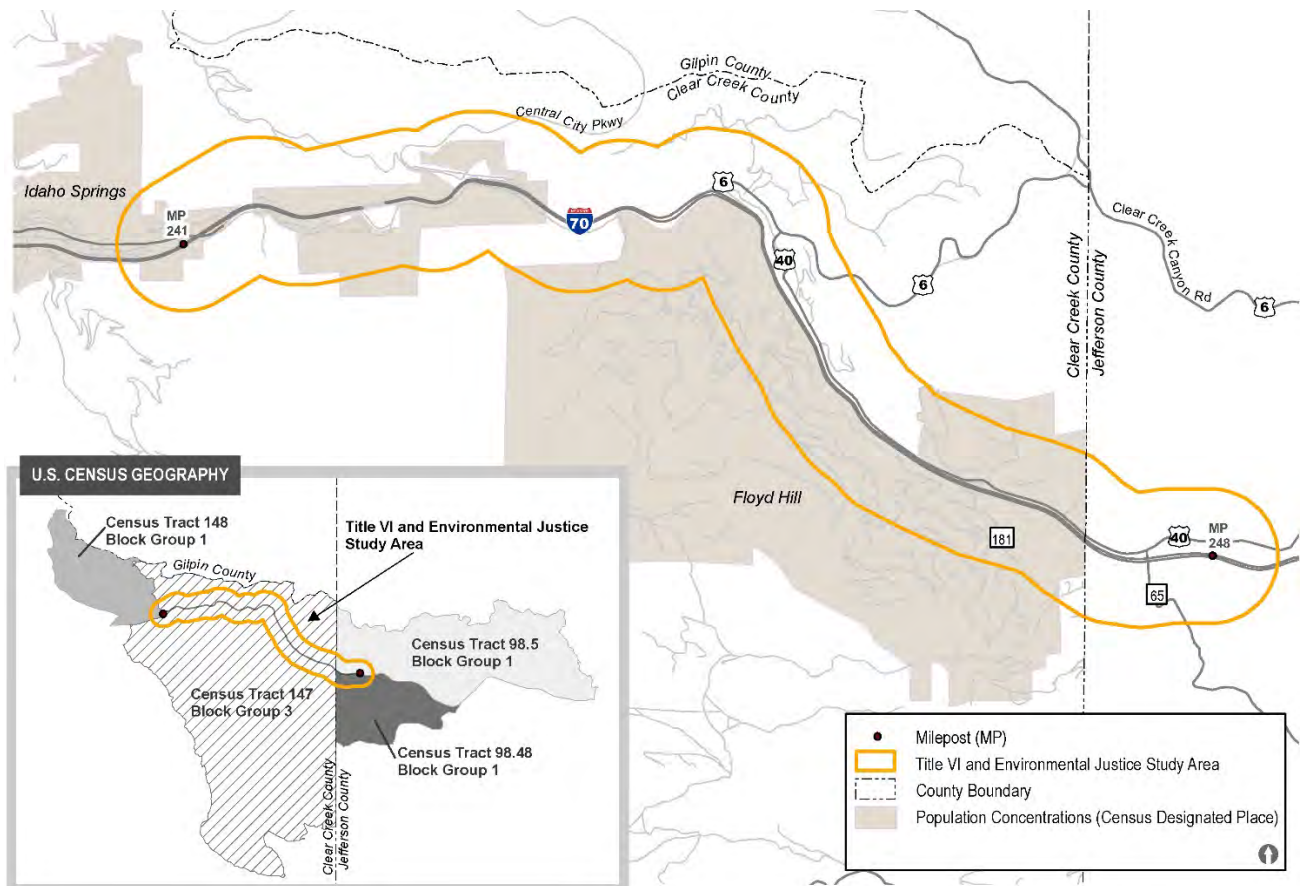 Gilpin County
Clear Creek County
Central City Pkwy
Idaho Springs
MP
241
INTERSTATE
70
6
40
6
Clear Creek Canyon Rd
6
Clear Creek County
Jefferson County
Floyd Hill
181
40
MP
248
65
U.S. CENSUS GEOGRAPHY
Census Tract 148
Block Group 1
Title VI and Environmental Justice
Study Area
Gilpin County
Census Tract 98.5
Block Group 1
Census Tract 147
Block Group 3
Census Tract 98.48
Block Group 1
Clear Creek County
Jefferson County
Milepost (MP)
Title VI and Environmental Justice Study Area
County Boundary
Population Concentrations (Census Designated Place)